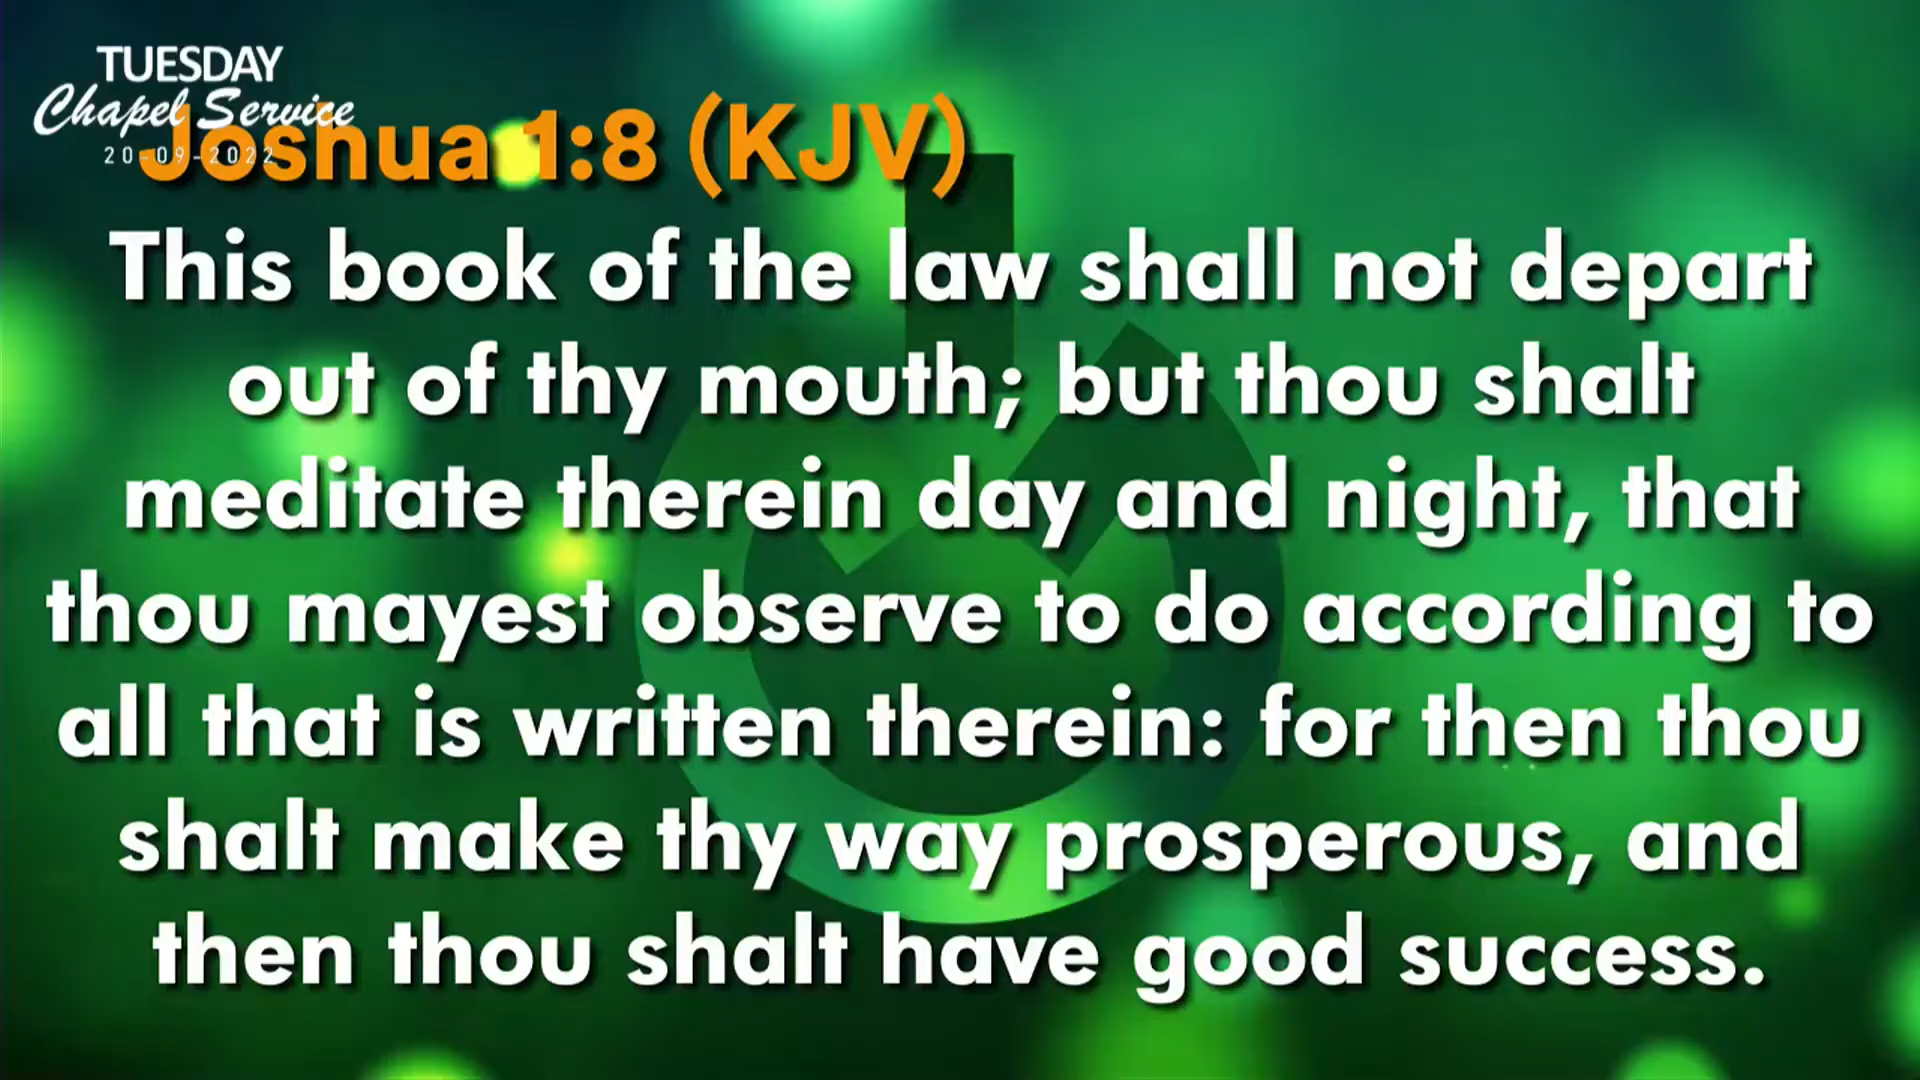 TUESDAY
Chapel Service
20-09-2022
Joshua 1:8 (KJV)
This book of the law shall not depart
out of thy mouth; but thou shalt
meditate therein day and night, that
thou mayest observe to do according to
all that is written therein: for then thou
shalt make thy way prosperous, and
then thou shalt have good success.